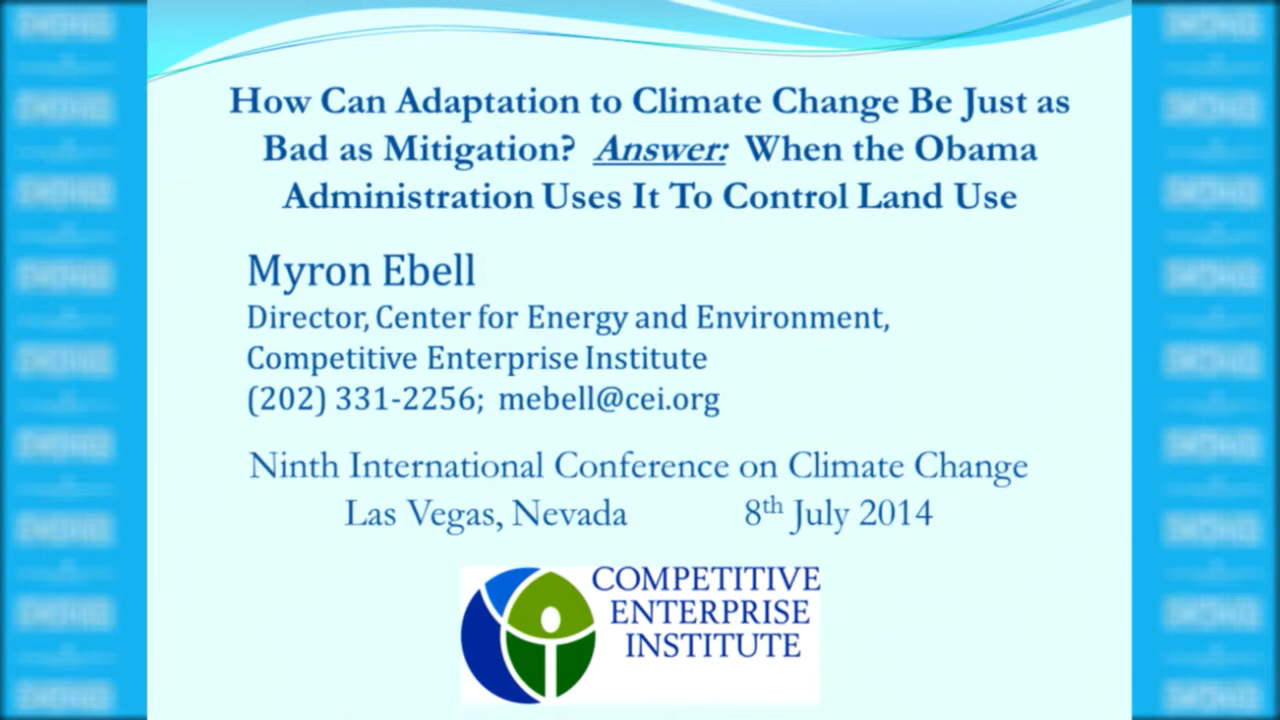 How Can Adaptation to Climate Change Be Just as
Bad as Mitigation? Answer: When the Obama
Administration Uses It To Control Land Use
Myron Ebell
Director, Center for Energy and Environment,
Competitive Enterprise Institute
(202) 331-2256; mebell@cei.org
Ninth International Conference on Climate Change
Las Vegas, Nevada 8th July 2014
COMPETITIVE
ENTERPRISE
INSTITUTE